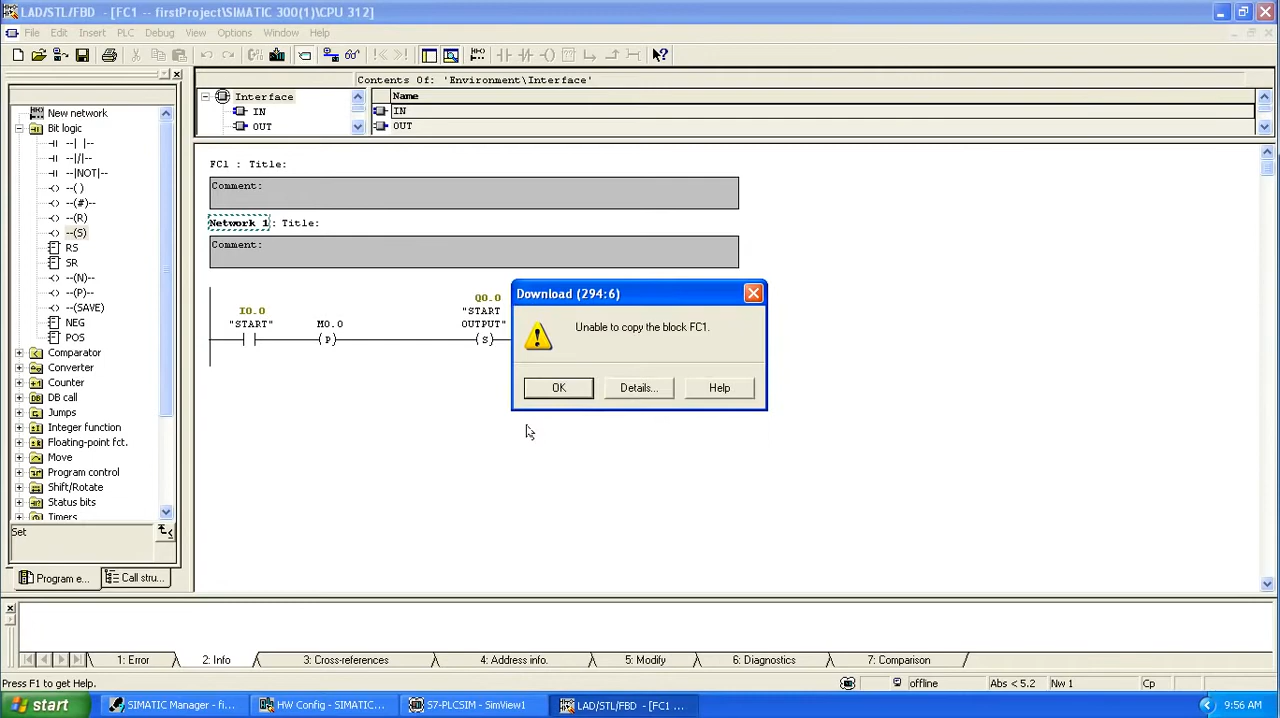 LAD/STL/FBD - [FC1 -- firstProject\SIMATIC 300(1)\CPU 312]
File Edit Insert PLC Debug View Options Window Help
Contents Of: 'Environment\Interface'
Interface
IN
OUT
Name
IN
OUT
New network
Bit logic
--| |--
--|/|--
--|NOT|--
--( )
--(#)--
--(R)
--(S)
RS
SR
--(N)--
--(P)--
--(SAVE)
NEG
POS
Comparator
Converter
Counter
DB call
Jumps
Integer function
Floating-point fct.
Move
Program control
Shift/Rotate
Status bits
Timers
Set
Program e...
Call stru...
FC1 : Title:
Comment:
Network 1: Title:
Comment:
I0.0
"START"
M0.0
(P)
Q0.0
"START
OUTPUT"
(S)
Download (294:6)
Unable to copy the block FC1.
OK
Details...
Help
1: Error
2: Info
3: Cross-references
4: Address info.
5: Modify
6: Diagnostics
7: Comparison
Press F1 to get Help.
offline
Abs < 5.2
Nw 1
Cp
start
SIMATIC Manager - fi...
HW Config - SIMATIC...
S7-PLCSIM - SimView1
LAD/STL/FBD - [FC1 ...
9:56 AM